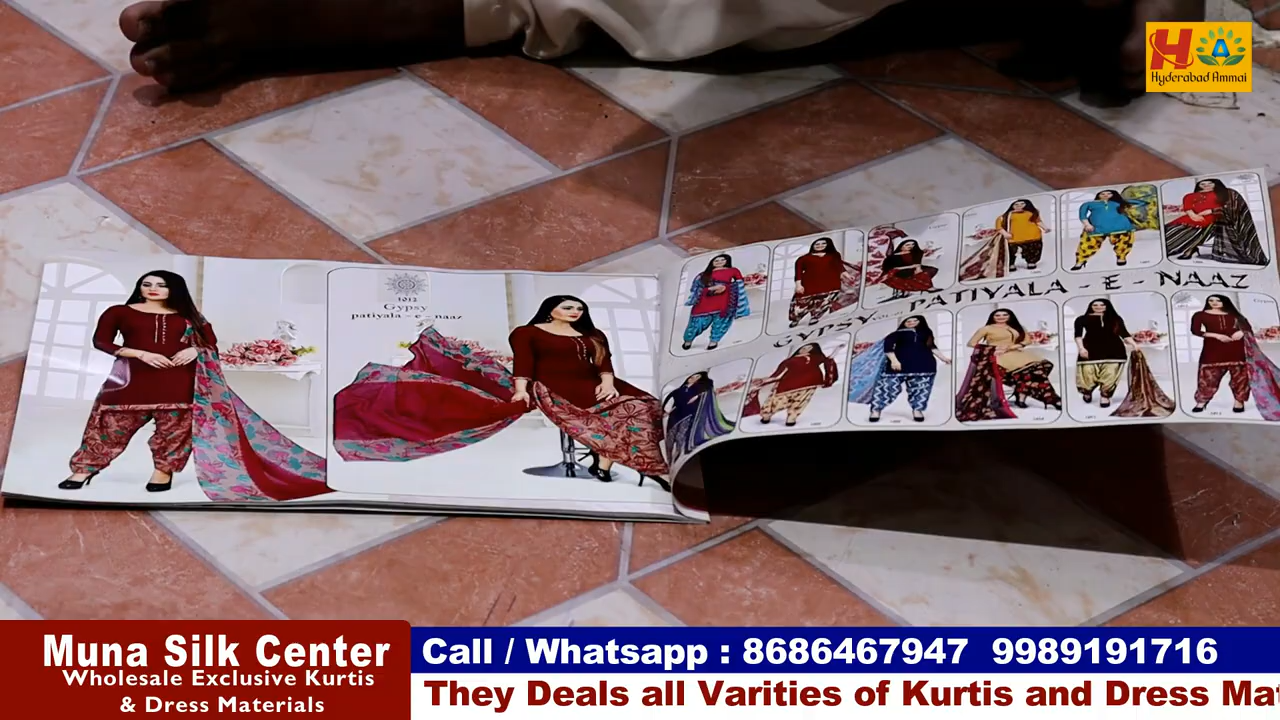 H A
Hyderabad Ammai
1012
Gypsy
patiyala - e - naaz
GYPSY
PATIYALA - E - NAAZ
Muna Silk Center
Wholesale Exclusive Kurtis
& Dress Materials
Call / Whatsapp : 8686467947 9989191716
They Deals all Varities of Kurtis and Dress Mat